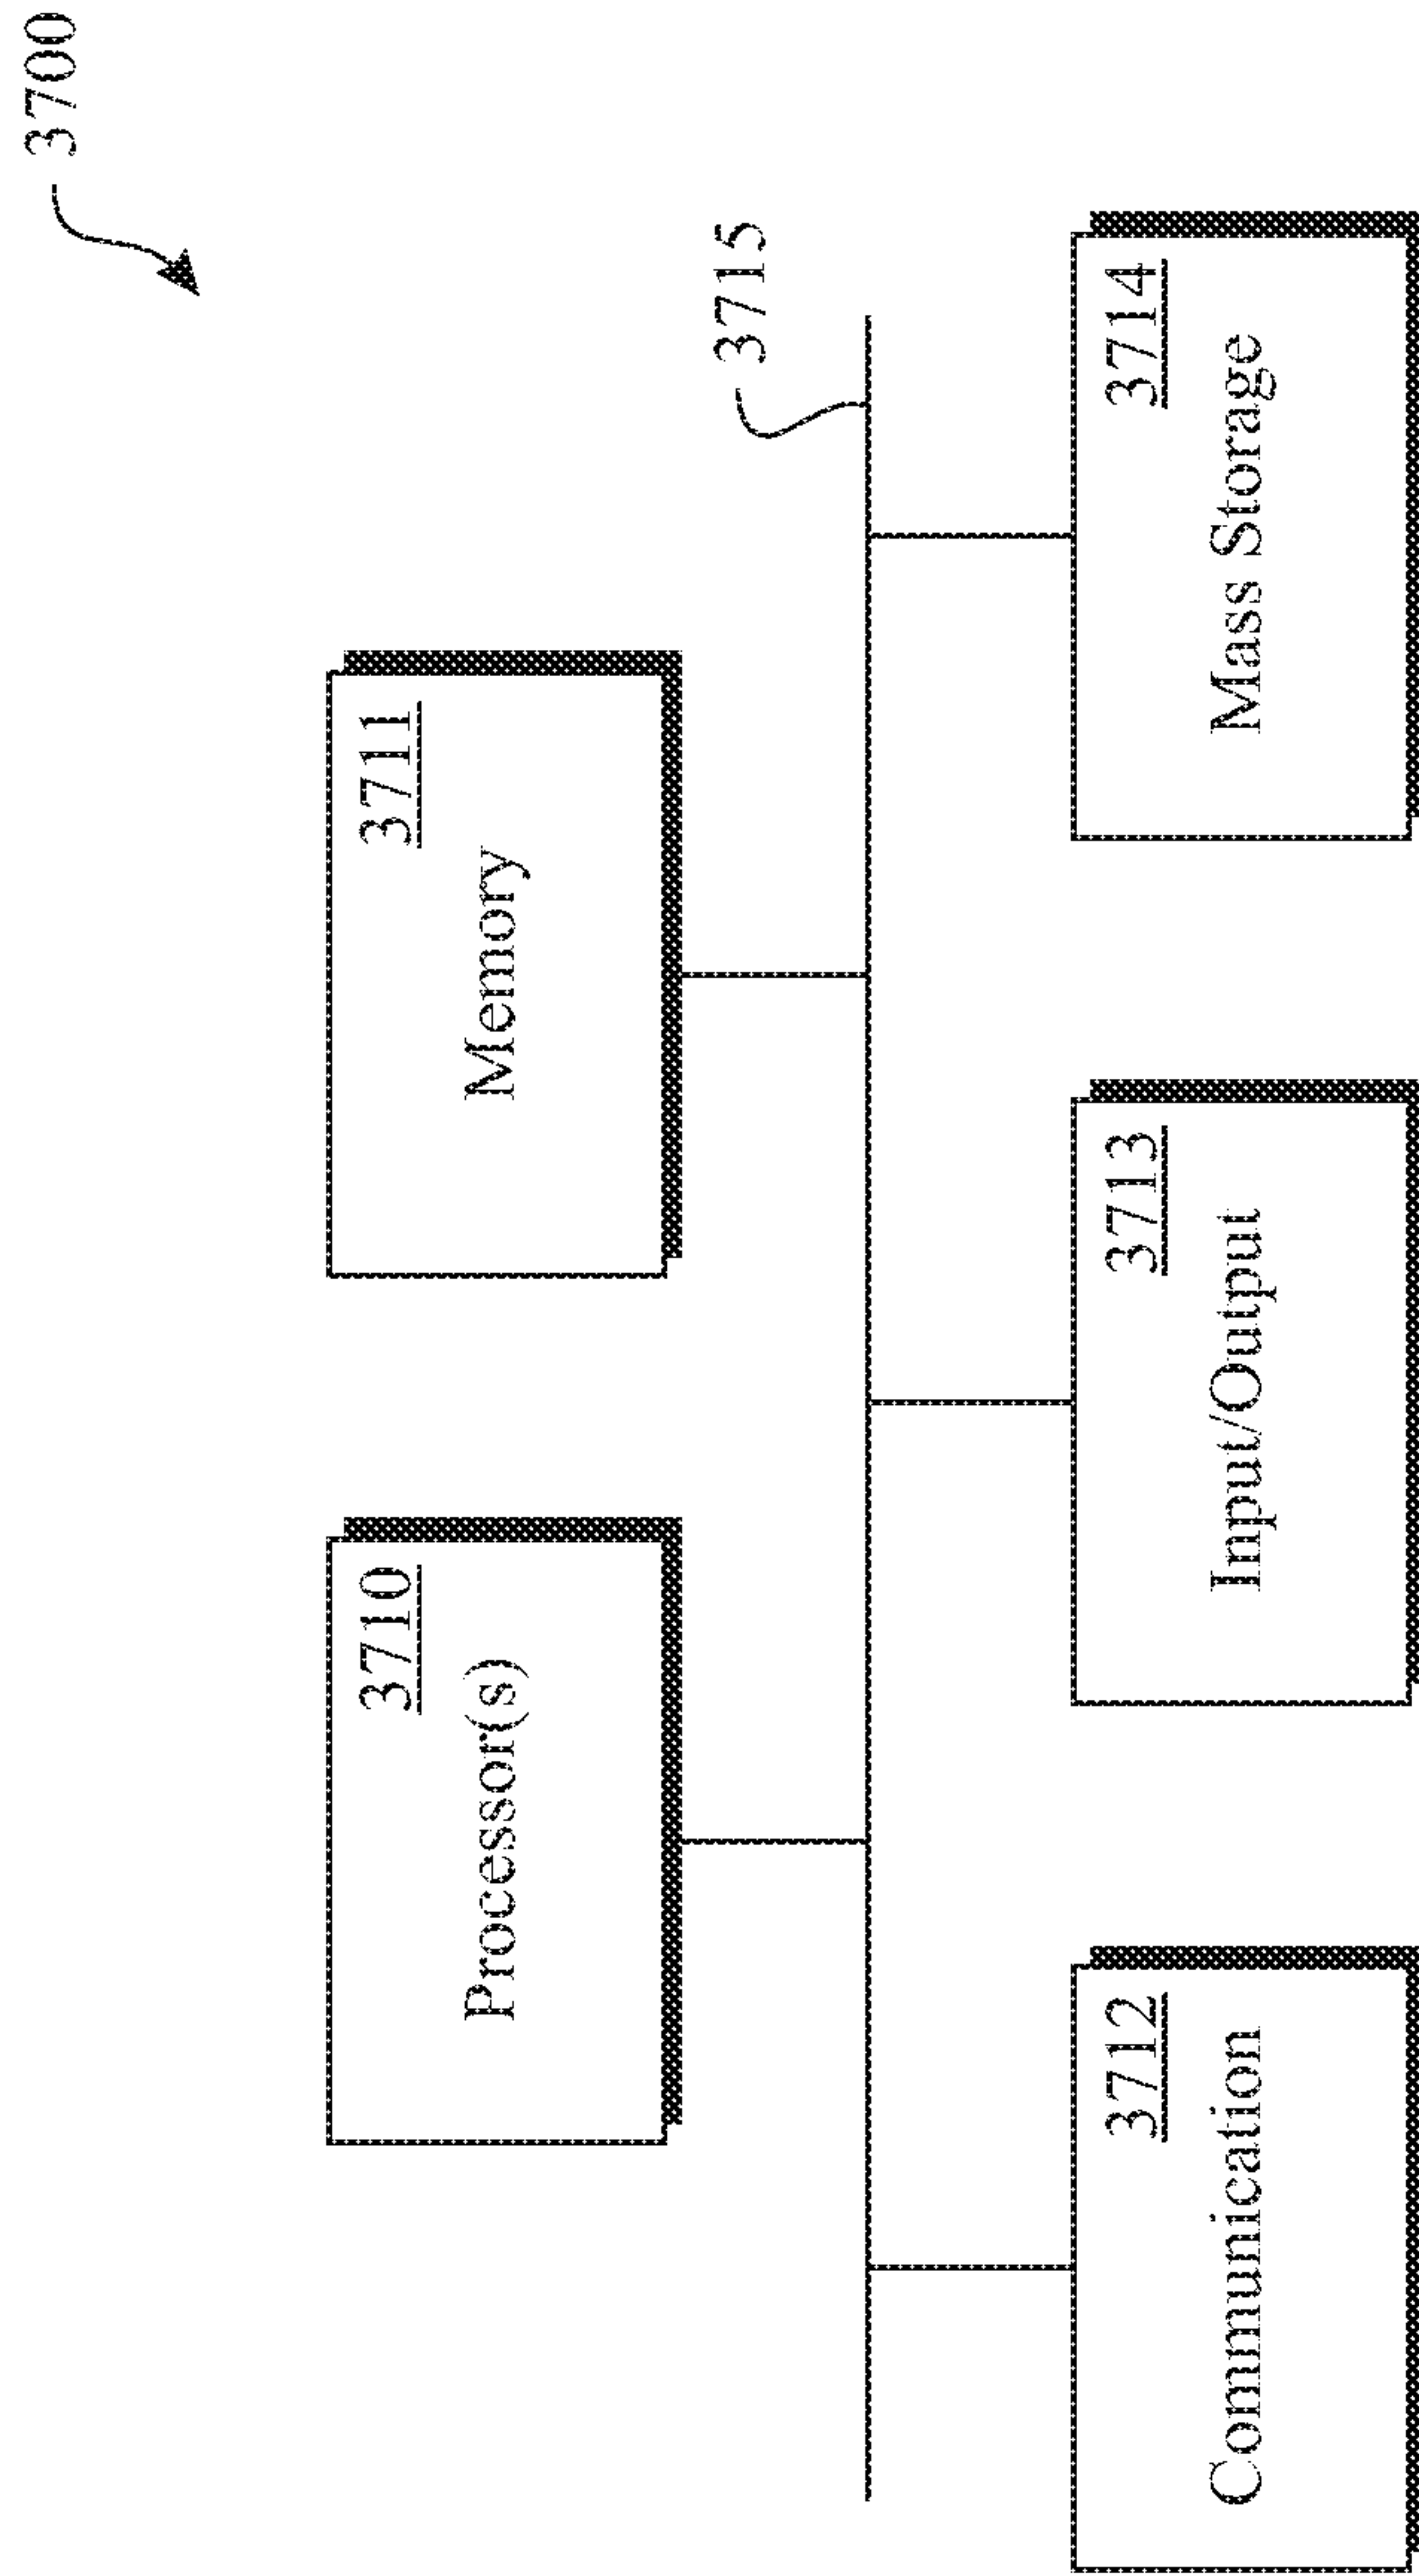 3700
3710
Processor(s)
3711
Memory
3715
3712
Communication
3713
Input/Output
3714
Mass Storage